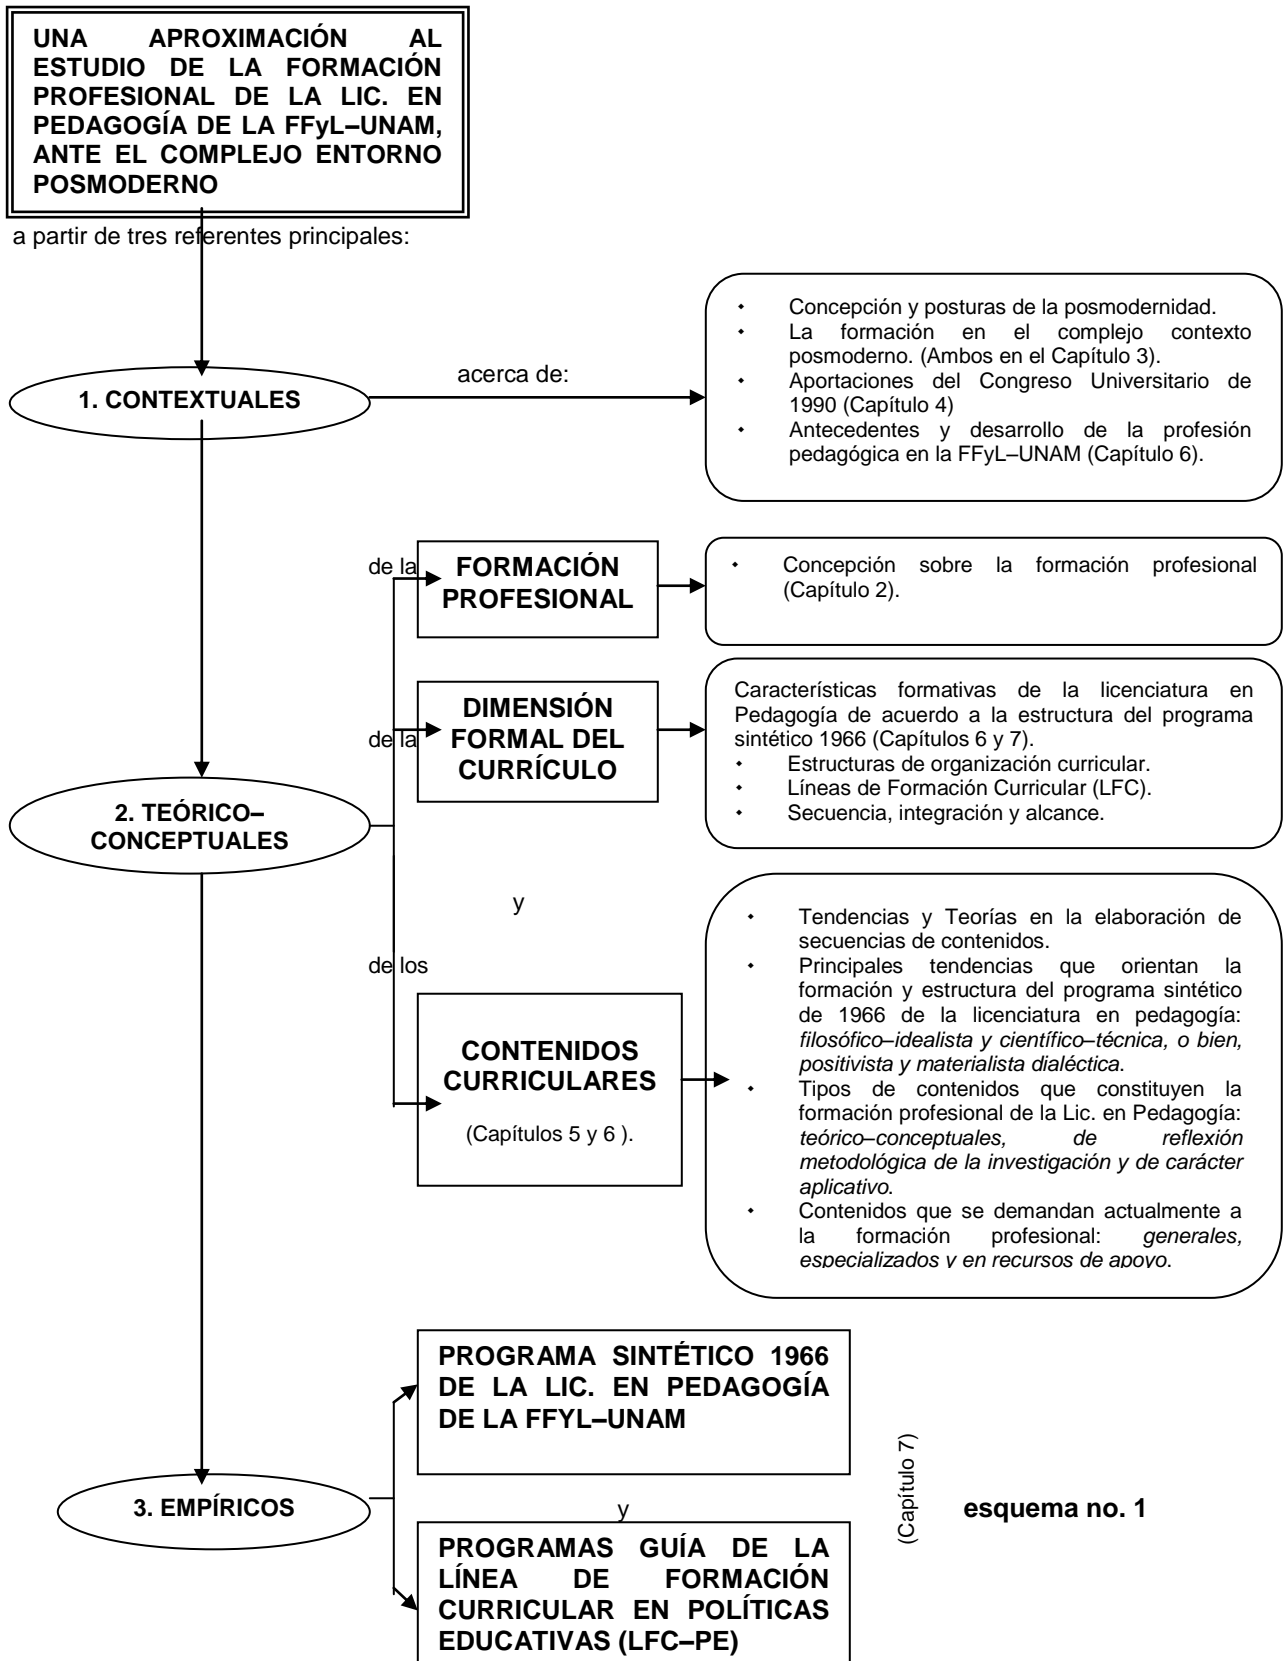 UNA APROXIMACIÓN AL
ESTUDIO DE LA FORMACIÓN
PROFESIONAL DE LA LIC. EN
PEDAGOGÍA DE LA FFyL–UNAM,
ANTE EL COMPLEJO ENTORNO
POSMODERNO
a partir de tres referentes principales:
1. CONTEXTUALES
acerca de:
• Concepción y posturas de la posmodernidad.
• La formación en el complejo contexto
posmoderno. (Ambos en el Capítulo 3).
• Aportaciones del Congreso Universitario de
1990 (Capítulo 4)
• Antecedentes y desarrollo de la profesión
pedagógica en la FFyL–UNAM (Capítulo 6).
2. TEÓRICO–
CONCEPTUALES
de la
FORMACIÓN
PROFESIONAL
• Concepción sobre la formación profesional
(Capítulo 2).
de la
DIMENSIÓN
FORMAL DEL
CURRÍCULO
Características formativas de la licenciatura en
Pedagogía de acuerdo a la estructura del programa
sintético 1966 (Capítulos 6 y 7).
• Estructuras de organización curricular.
• Líneas de Formación Curricular (LFC).
• Secuencia, integración y alcance.
y
de los
CONTENIDOS
CURRICULARES
(Capítulos 5 y 6 ).
• Tendencias y Teorías en la elaboración de
secuencias de contenidos.
• Principales tendencias que orientan la
formación y estructura del programa sintético
de 1966 de la licenciatura en pedagogía:
filosófico–idealista y científico–técnica, o bien,
positivista y materialista dialéctica.
• Tipos de contenidos que constituyen la
formación profesional de la Lic. en Pedagogía:
teórico–conceptuales, de reflexión
metodológica de la investigación y de carácter
aplicativo.
• Contenidos que se demandan actualmente a
la formación profesional: generales,
especializados y en recursos de apoyo.
3. EMPÍRICOS
PROGRAMA SINTÉTICO 1966
DE LA LIC. EN PEDAGOGÍA
DE LA FFYL–UNAM
y
PROGRAMAS GUÍA DE LA
LÍNEA DE FORMACIÓN
CURRICULAR EN POLÍTICAS
EDUCATIVAS (LFC–PE)
(Capítulo 7)
esquema no. 1